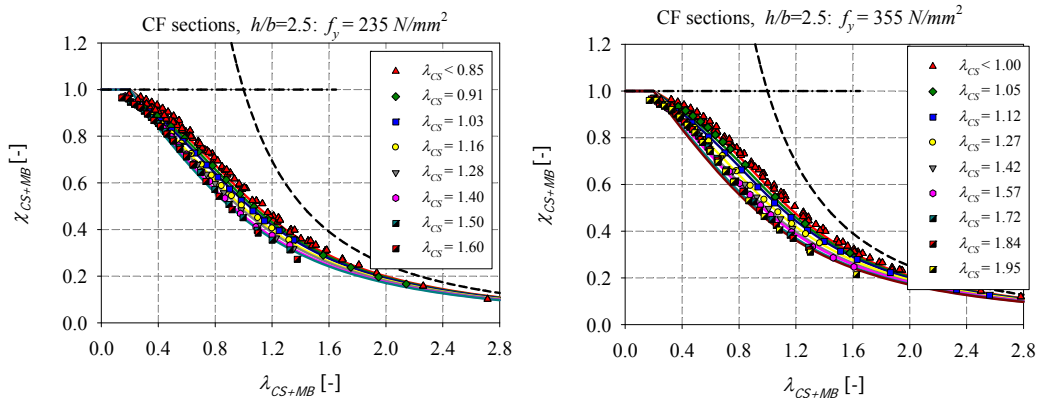 CF sections, h/b=2.5: f_y = 235 N/mm²
1.2
1.0
0.8
0.6
0.4
0.2
0.0
χ_CS+MB [-]
0.0 0.4 0.8 1.2 1.6 2.0 2.4 2.8
λ_CS+MB [-]
λ_CS < 0.85
λ_CS = 0.91
λ_CS = 1.03
λ_CS = 1.16
λ_CS = 1.28
λ_CS = 1.40
λ_CS = 1.50
λ_CS = 1.60
CF sections, h/b=2.5: f_y = 355 N/mm²
1.2
1.0
0.8
0.6
0.4
0.2
0.0
χ_CS+MB [-]
0.0 0.4 0.8 1.2 1.6 2.0 2.4 2.8
λ_CS+MB [-]
λ_CS < 1.00
λ_CS = 1.05
λ_CS = 1.12
λ_CS = 1.27
λ_CS = 1.42
λ_CS = 1.57
λ_CS = 1.72
λ_CS = 1.84
λ_CS = 1.95